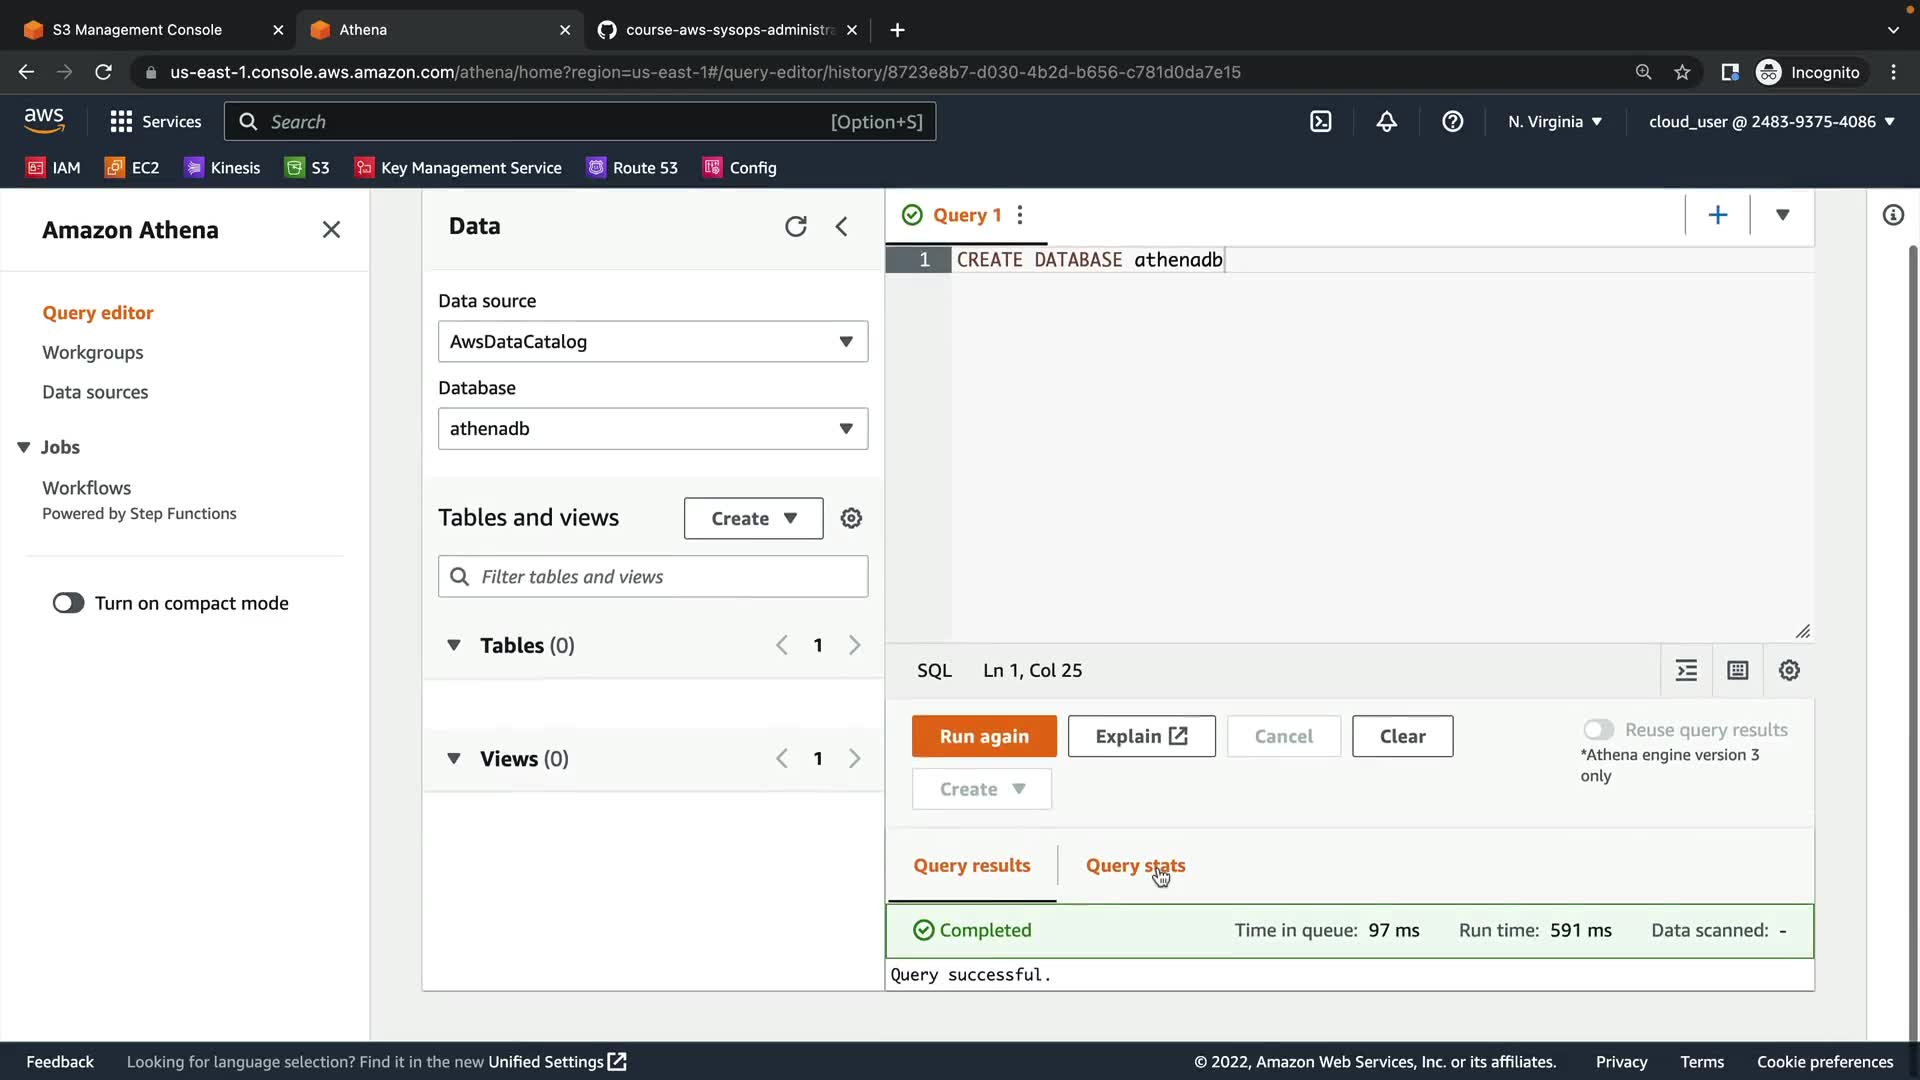 S3 Management Console
Athena
course-aws-sysops-administra
us-east-1.console.aws.amazon.com/athena/home?region=us-east-1#/query-editor/history/8723e8b7-d030-4b2d-b656-c781d0da7e15
Incognito
aws
Services
Search
[Option+S]
N. Virginia
cloud_user @ 2483-9375-4086
IAM
EC2
Kinesis
S3
Key Management Service
Route 53
Config
Amazon Athena
Query editor
Workgroups
Data sources
Jobs
Workflows
Powered by Step Functions
Turn on compact mode
Data
Data source
AwsDataCatalog
Database
athenadb
Tables and views
Create
Filter tables and views
Tables (0)
1
Views (0)
1
Query 1
1 CREATE DATABASE athenadb
SQL
Ln 1, Col 25
Run again
Explain
Cancel
Clear
Create
Reuse query results
*Athena engine version 3
only
Query results
Query stats
Completed
Time in queue: 97 ms
Run time: 591 ms
Data scanned: -
Query successful.
Feedback
Looking for language selection? Find it in the new Unified Settings
© 2022, Amazon Web Services, Inc. or its affiliates.
Privacy
Terms
Cookie preferences